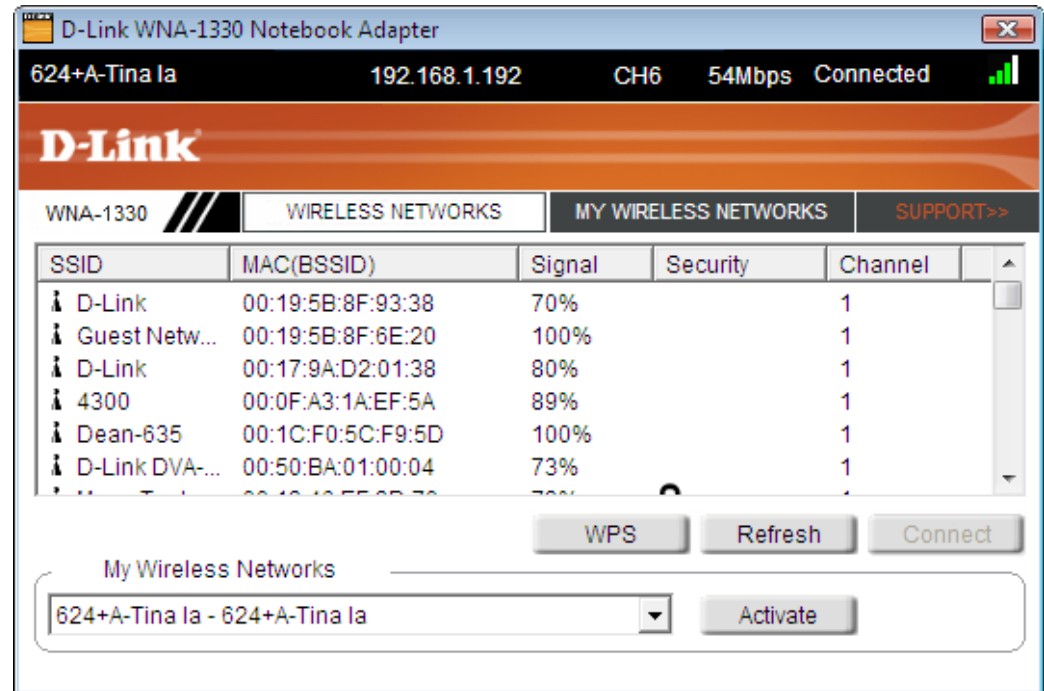 D-Link WNA-1330 Notebook Adapter
624+A-Tina la 192.168.1.192 CH6 54Mbps Connected
D-Link
WNA-1330 WIRELESS NETWORKS MY WIRELESS NETWORKS SUPPORT>>
SSID MAC(BSSID) Signal Security Channel
D-Link 00:19:5B:8F:93:38 70% 1
Guest Netw... 00:19:5B:8F:6E:20 100% 1
D-Link 00:17:9A:D2:01:38 80% 1
4300 00:0F:A3:1A:EF:5A 89% 1
Dean-635 00:1C:F0:5C:F9:5D 100% 1
D-Link DVA-... 00:50:BA:01:00:04 73% 1
WPS Refresh Connect
My Wireless Networks
624+A-Tina la - 624+A-Tina la Activate